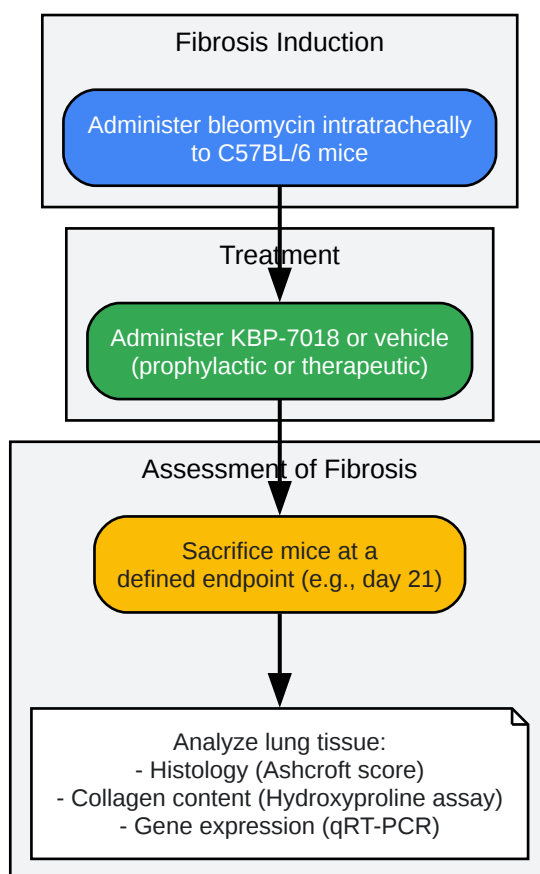 Fibrosis Induction
Administer bleomycin intratracheally
to C57BL/6 mice
Treatment
Administer KBP-7018 or vehicle
(prophylactic or therapeutic)
Assessment of Fibrosis
Sacrifice mice at a
defined endpoint (e.g., day 21)
Analyze lung tissue:
- Histology (Ashcroft score)
- Collagen content (Hydroxyproline assay)
- Gene expression (qRT-PCR)